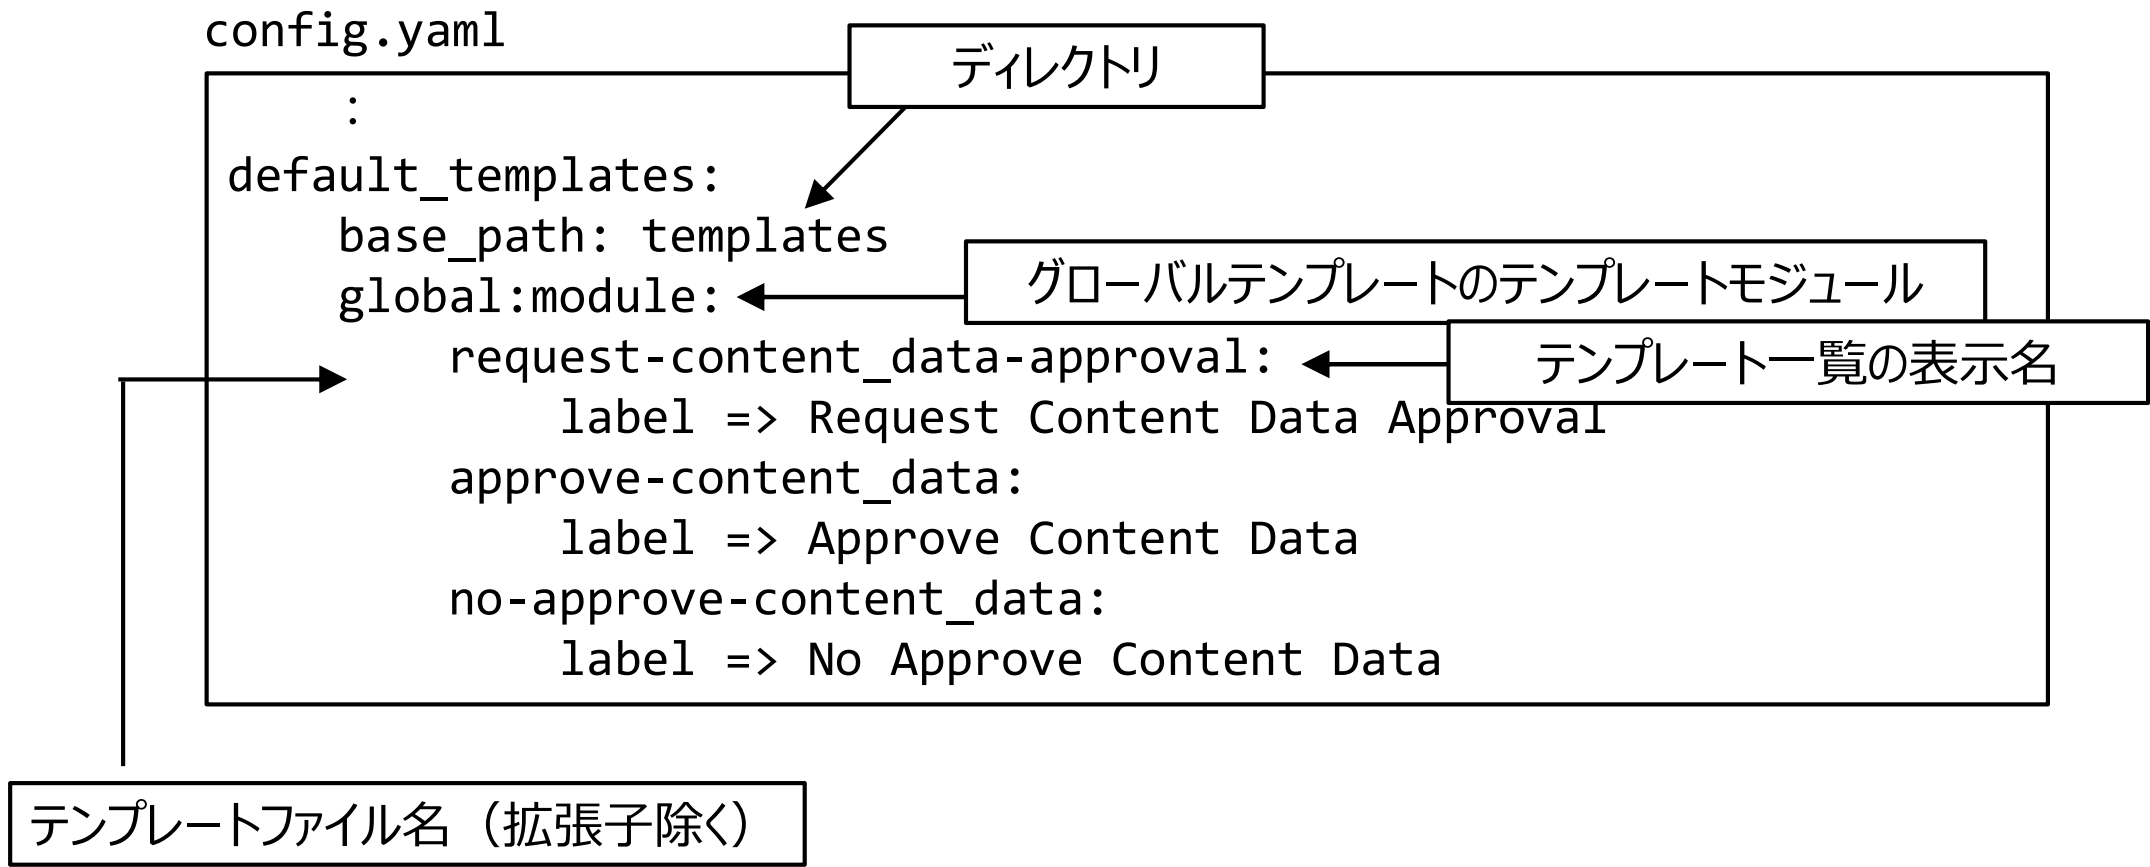 config.yaml
ディレクトリ
:
default_templates:
base_path: templates
global:module:
グローバルテンプレートのテンプレートモジュール
request-content_data-approval:
テンプレート一覧の表示名
label => Request Content Data Approval
approve-content_data:
label => Approve Content Data
no-approve-content_data:
label => No Approve Content Data
テンプレートファイル名（拡張子除く）